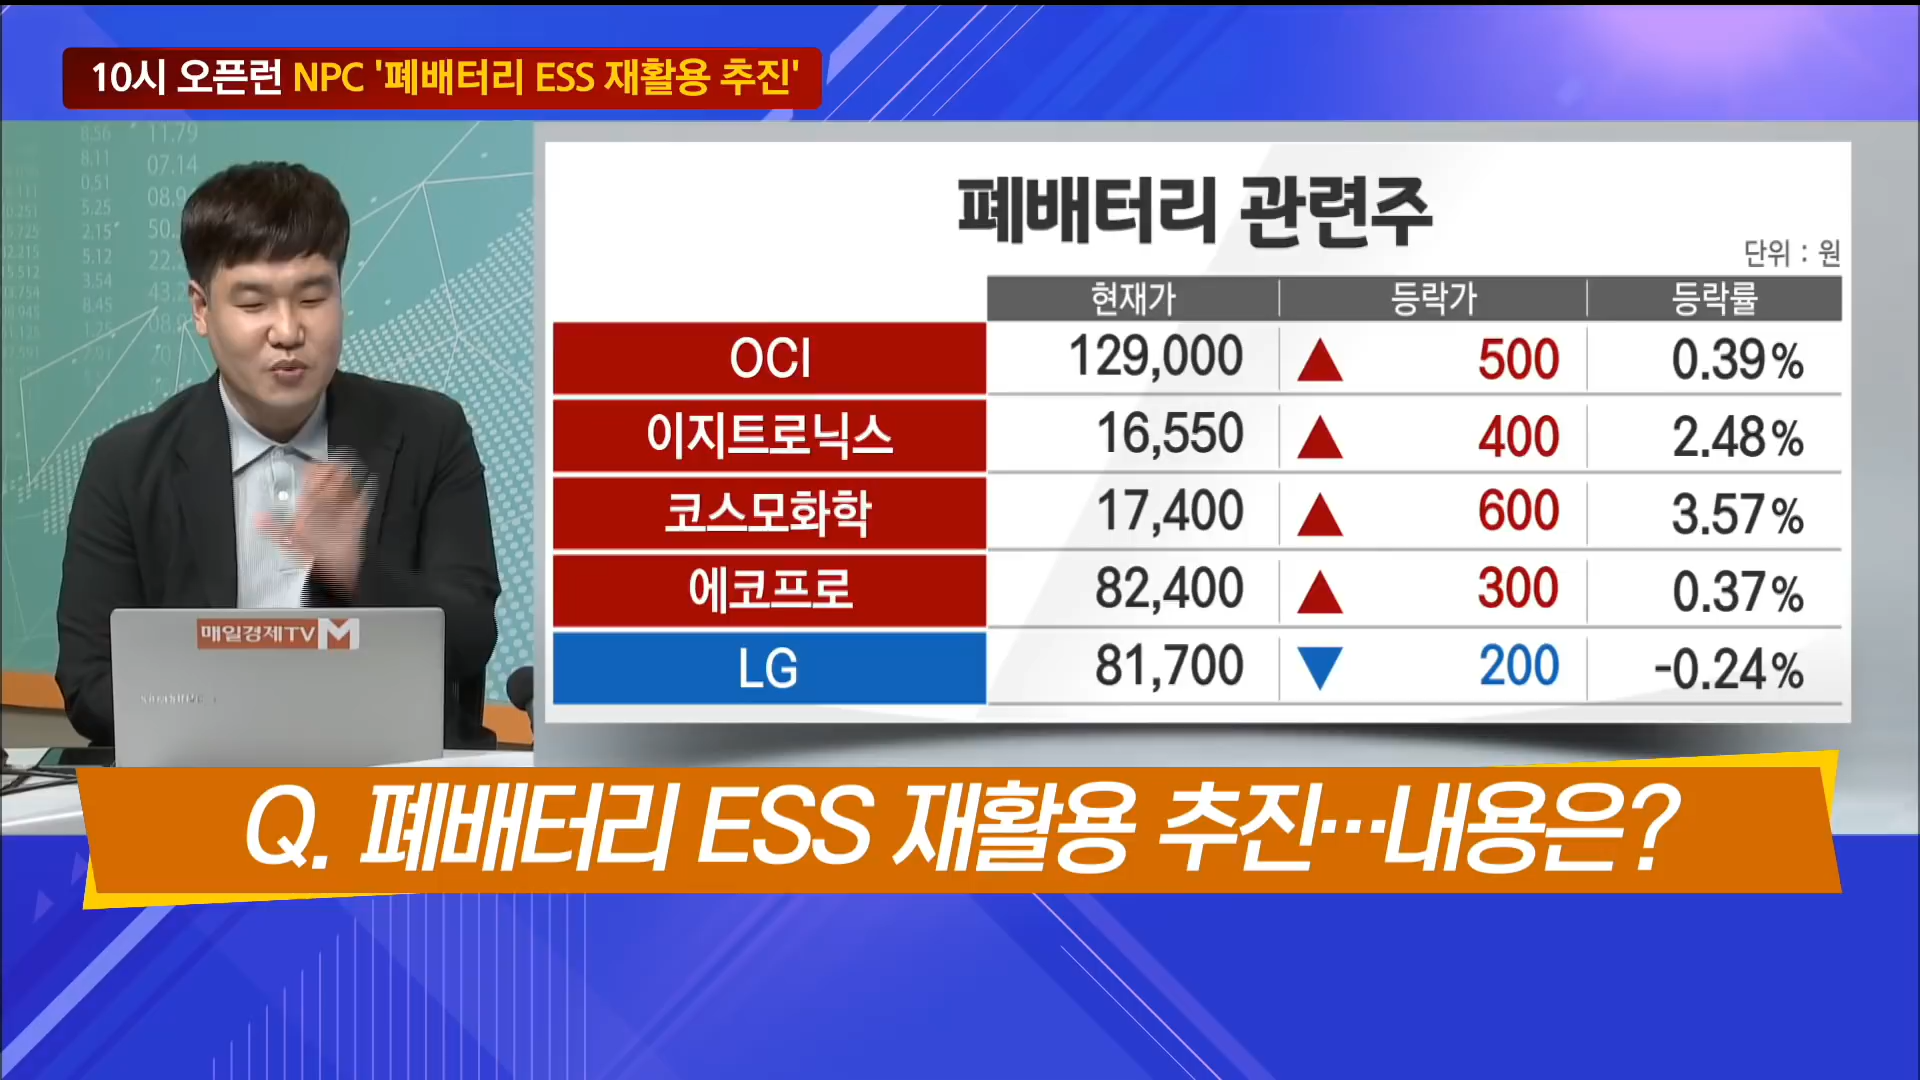 10시 오픈런 NPC '폐배터리 ESS 재활용 추진'
폐배터리 관련주
단위 : 원
현재가 등락가 등락률
OCI 129,000 ▲ 500 0.39%
이지트로닉스 16,550 ▲ 400 2.48%
코스모화학 17,400 ▲ 600 3.57%
에코프로 82,400 ▲ 300 0.37%
LG 81,700 ▼ 200 -0.24%
매일경제TV M
Q. 폐배터리 ESS 재활용 추진…내용은?